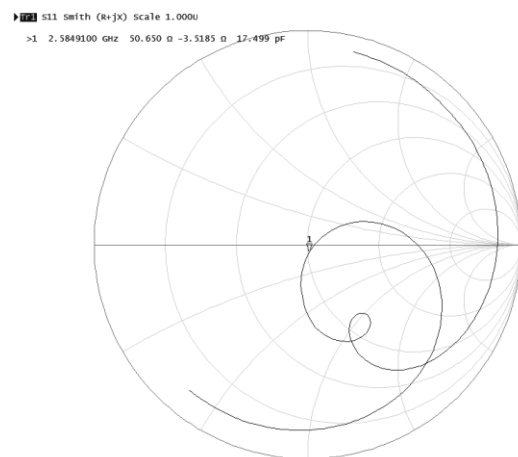 Tr1 S11 Smith (R+jX) Scale 1.000U
>1 2.5849100 GHz 50.650 Ω -3.5185 Ω 17.499 pF
1